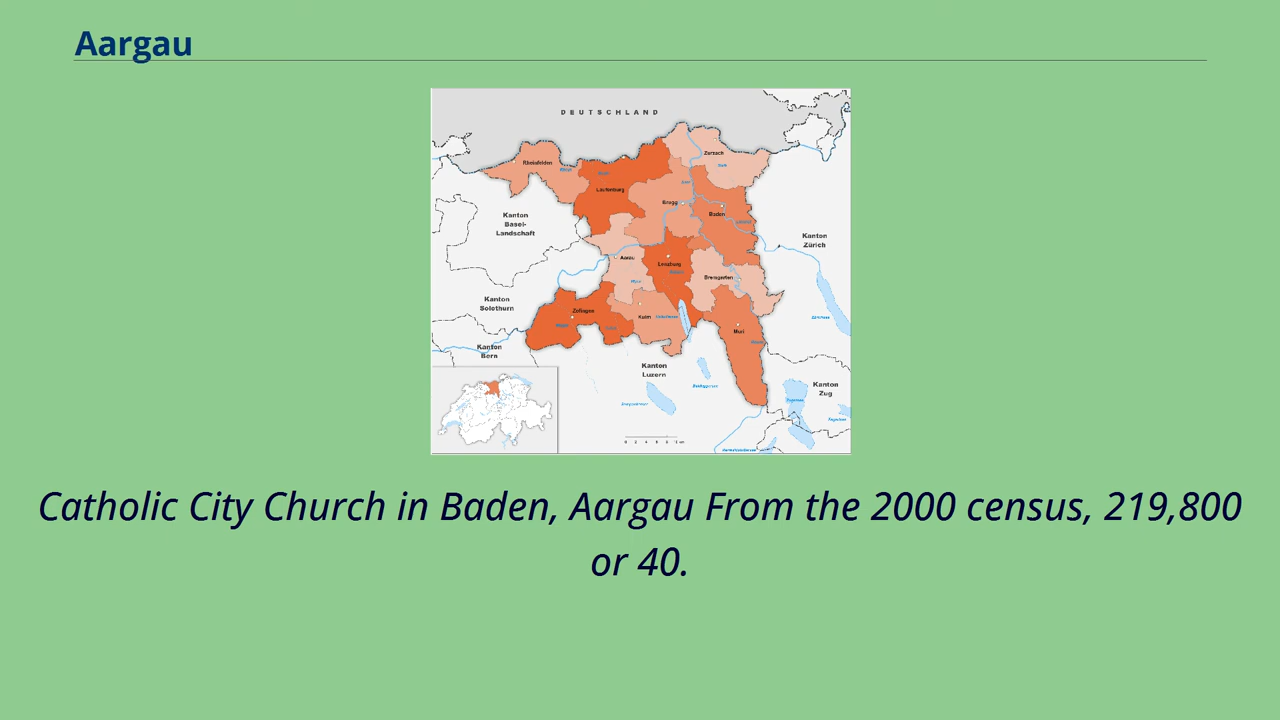 Aargau
DEUTSCHLAND
Zurzach
Rheinfelden
Laufenburg
Brugg
Baden
Kanton
Basel-
Landschaft
Kanton
Zürich
Aarau
Lenzburg
Bremgarten
Kanton
Solothurn
Zofingen
Kulm
Muri
Kanton
Bern
Kanton
Luzern
Kanton
Zug
Catholic City Church in Baden, Aargau From the 2000 census, 219,800
or 40.